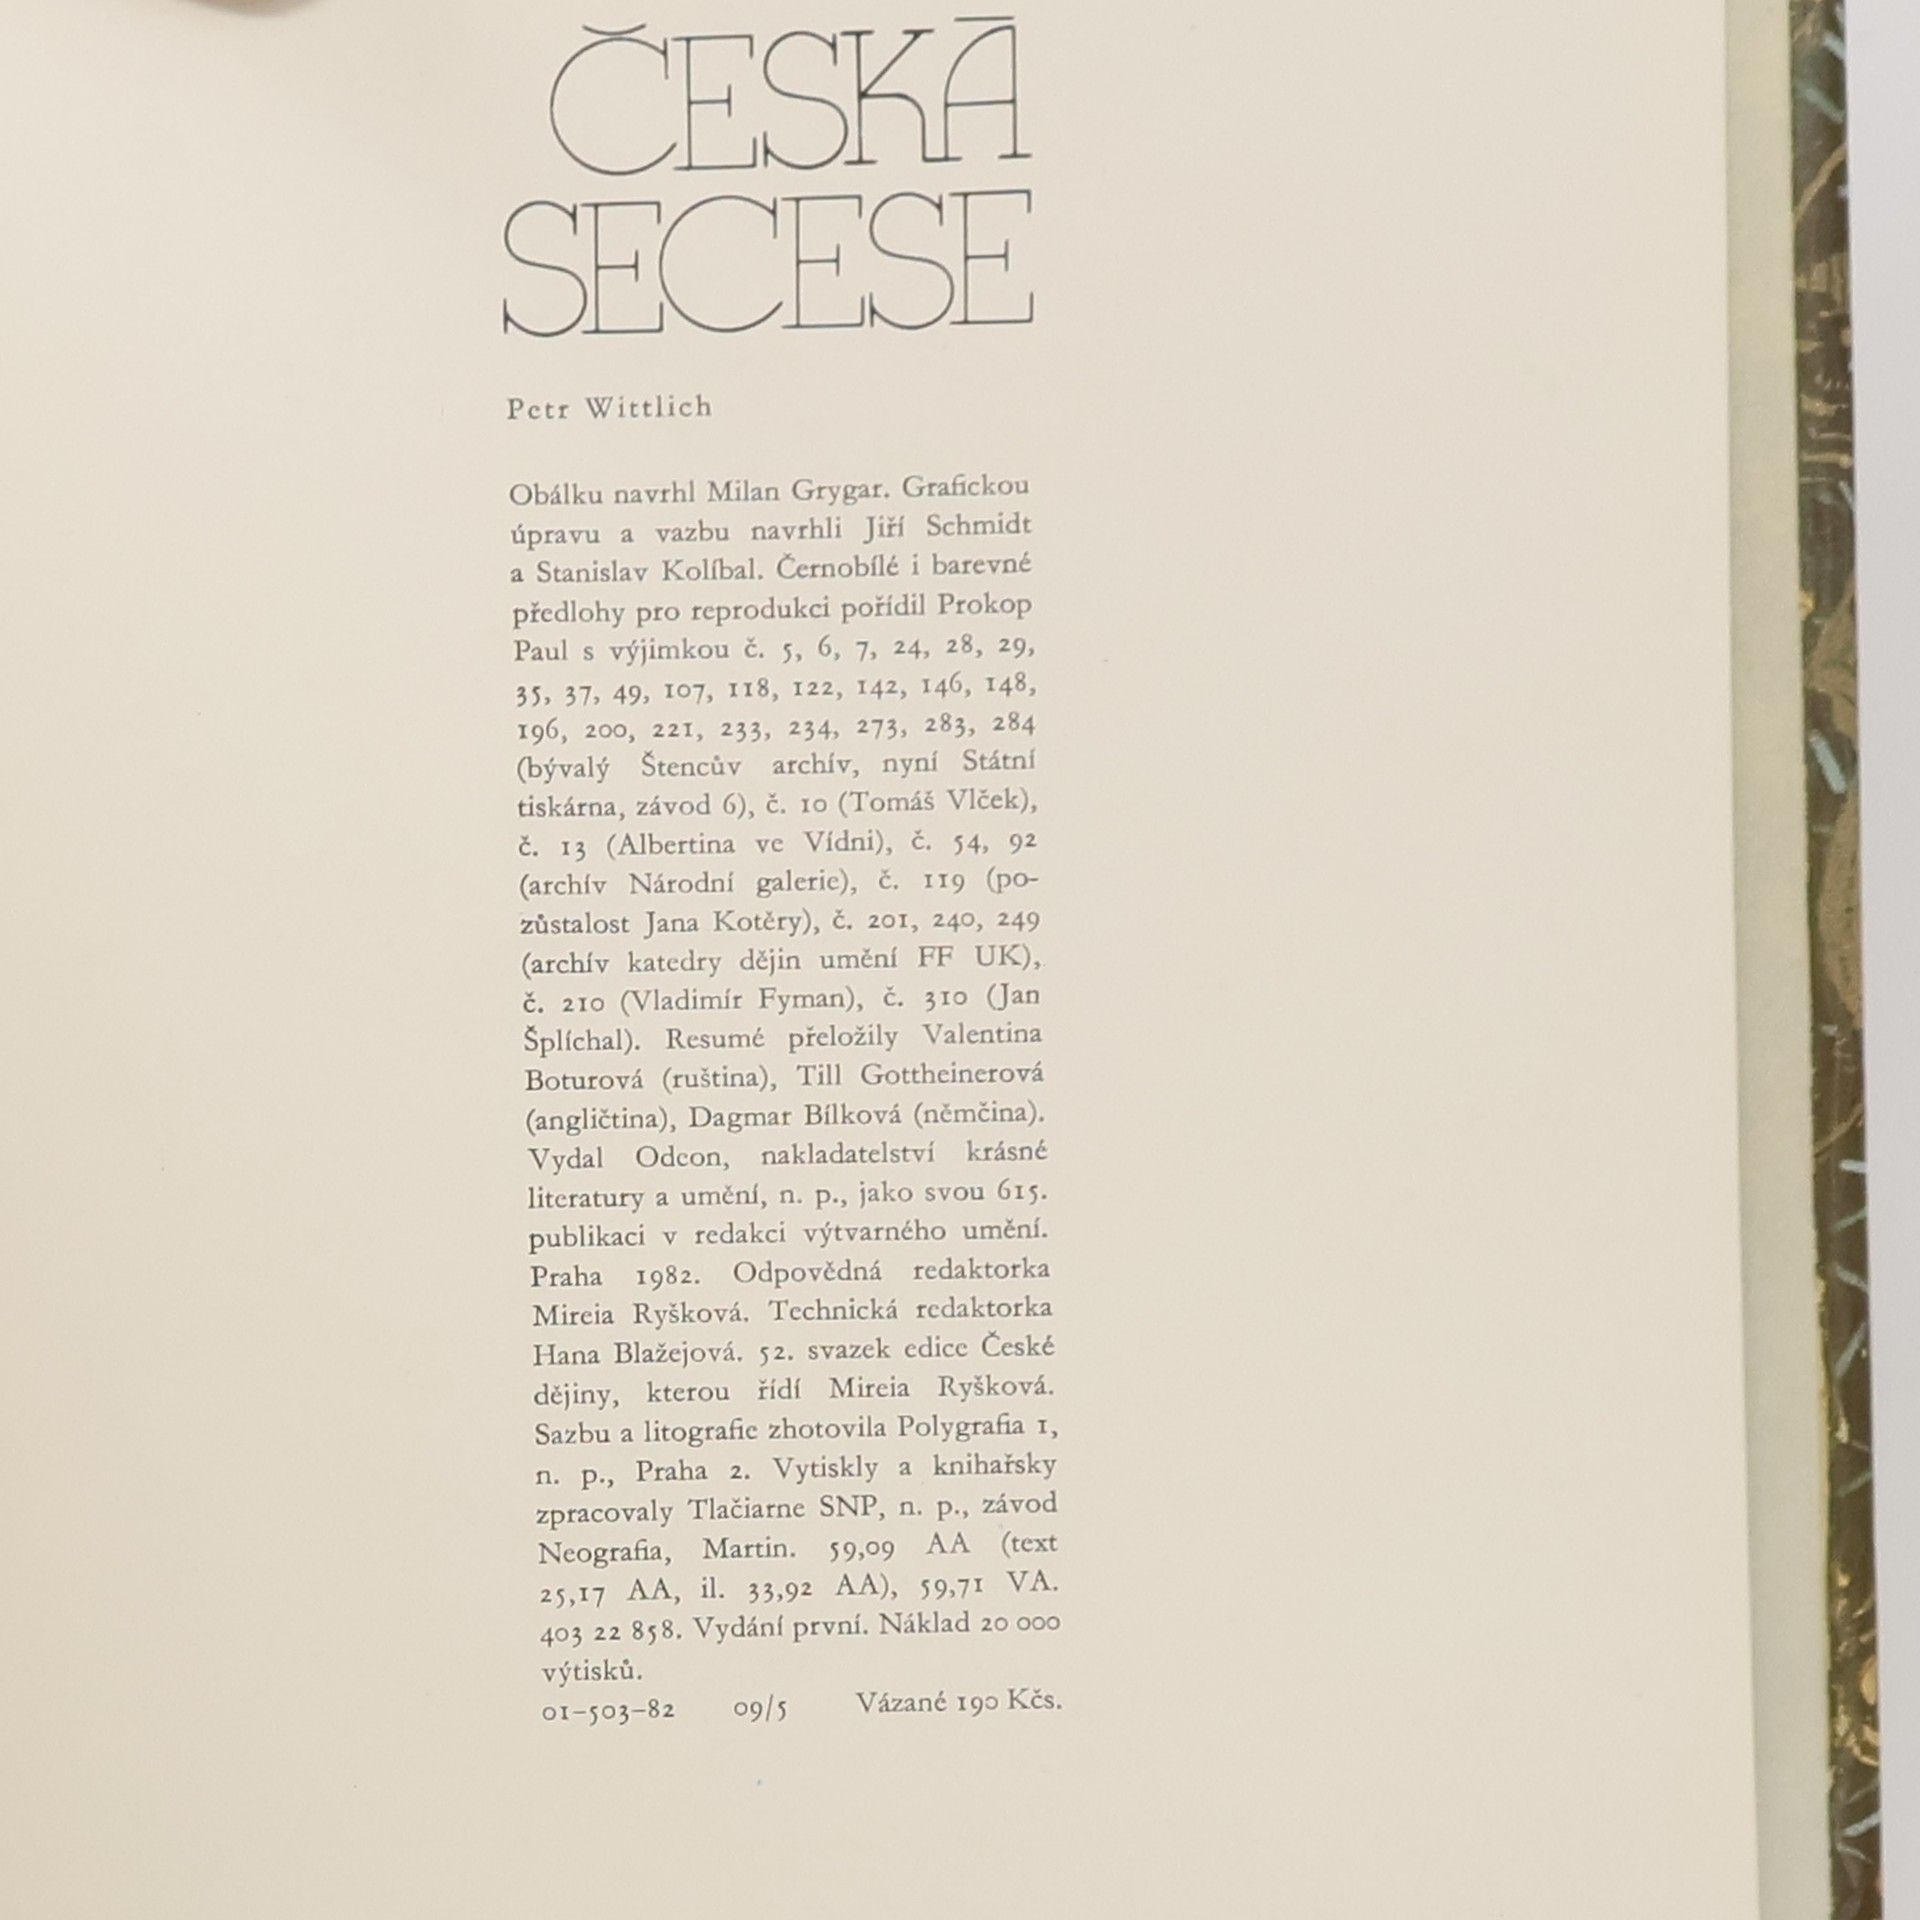 ČESKÁ
SECESE
Petr Wittlich
Obálku navrhl Milan Grygar. Grafickou
úpravu a vazbu navrhli Jiří Schmidt
a Stanislav Kolíbal. Černobílé i barevné
předlohy pro reprodukci pořídil Prokop
Paul s výjimkou č. 5, 6, 7, 24, 28, 29,
35, 37, 49, 107, 118, 122, 142, 146, 148,
196, 200, 221, 233, 234, 273, 283, 284
(bývalý Štencův archív, nyní Státní
tiskárna, závod 6), č. 10 (Tomáš Vlček),
č. 13 (Albertina ve Vídni), č. 54, 92
(archív Národní galerie), č. 119 (po-
zůstalost Jana Kotěry), č. 201, 240, 249
(archív katedry dějin umění FF UK),
č. 210 (Vladimír Fyman), č. 310 (Jan
Šplíchal). Resumé přeložily Valentina
Boturová (ruština), Till Gottheinerová
(angličtina), Dagmar Bílková (němčina).
Vydal Odeon, nakladatelství krásné
literatury a umění, n. p., jako svou 615.
publikaci v redakci výtvarného umění.
Praha 1982. Odpovědná redaktorka
Mireia Ryšková. Technická redaktorka
Hana Blažejová. 52. svazek edice České
dějiny, kterou řídí Mireia Ryšková.
Sazbu a litografie zhotovila Polygrafia 1,
n. p., Praha 2. Vytiskly a knihařsky
zpracovaly Tlačiarne SNP, n. p., závod
Neografia, Martin. 59,09 AA (text
25,17 AA, il. 33,92 AA), 59,71 VA.
403 22 858. Vydání první. Náklad 20 000
výtisků.
01–503–82 09/5 Vázané 190 Kčs.